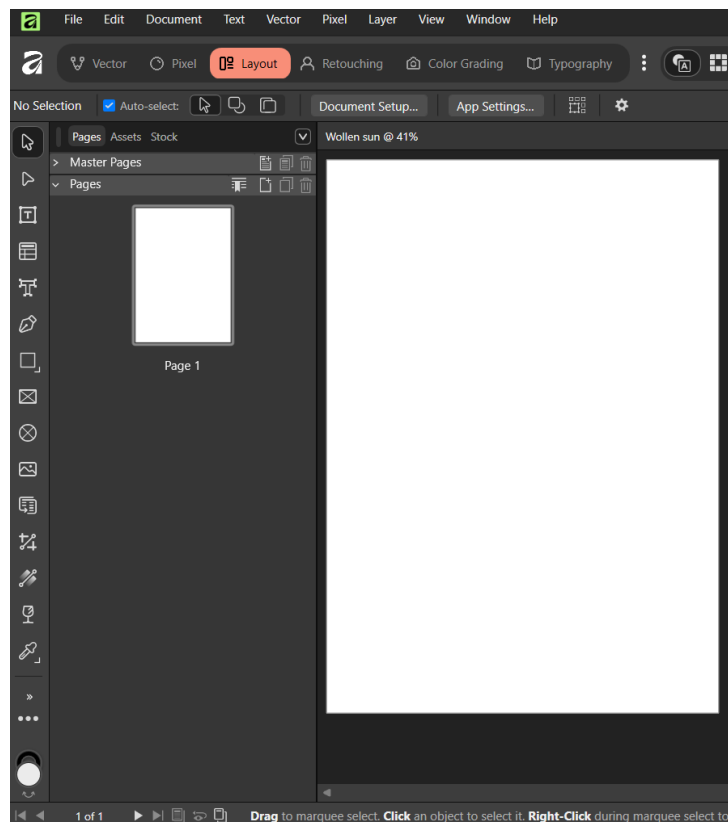 File Edit Document Text Vector Pixel Layer View Window Help
Vector Pixel Layout Retouching Color Grading Typography
No Selection Auto-select: Document Setup... App Settings...
Pages Assets Stock
Wollen sun @ 41%
Master Pages
Pages
Page 1
1 of 1
Drag to marquee select. Click an object to select it. Right-Click during marquee select to